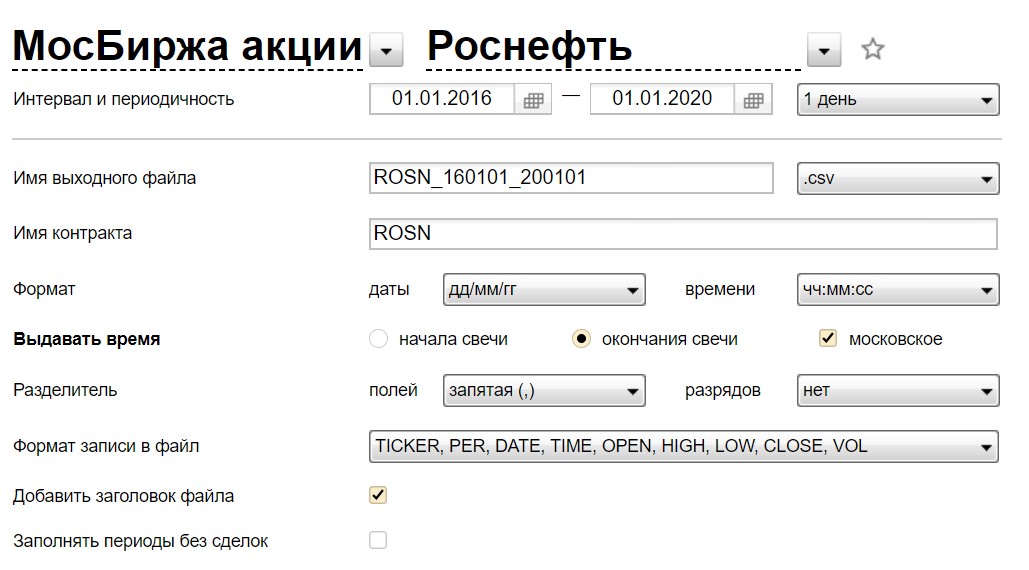 МосБиржа акции Роснефть
Интервал и периодичность 01.01.2016 — 01.01.2020 1 день
Имя выходного файла ROSN_160101_200101 .csv
Имя контракта ROSN
Формат даты дд/мм/гг времени чч:мм:сс
Выдавать время начала свечи окончания свечи московское
Разделитель полей запятая (,) разрядов нет
Формат записи в файл TICKER, PER, DATE, TIME, OPEN, HIGH, LOW, CLOSE, VOL
Добавить заголовок файла
Заполнять периоды без сделок